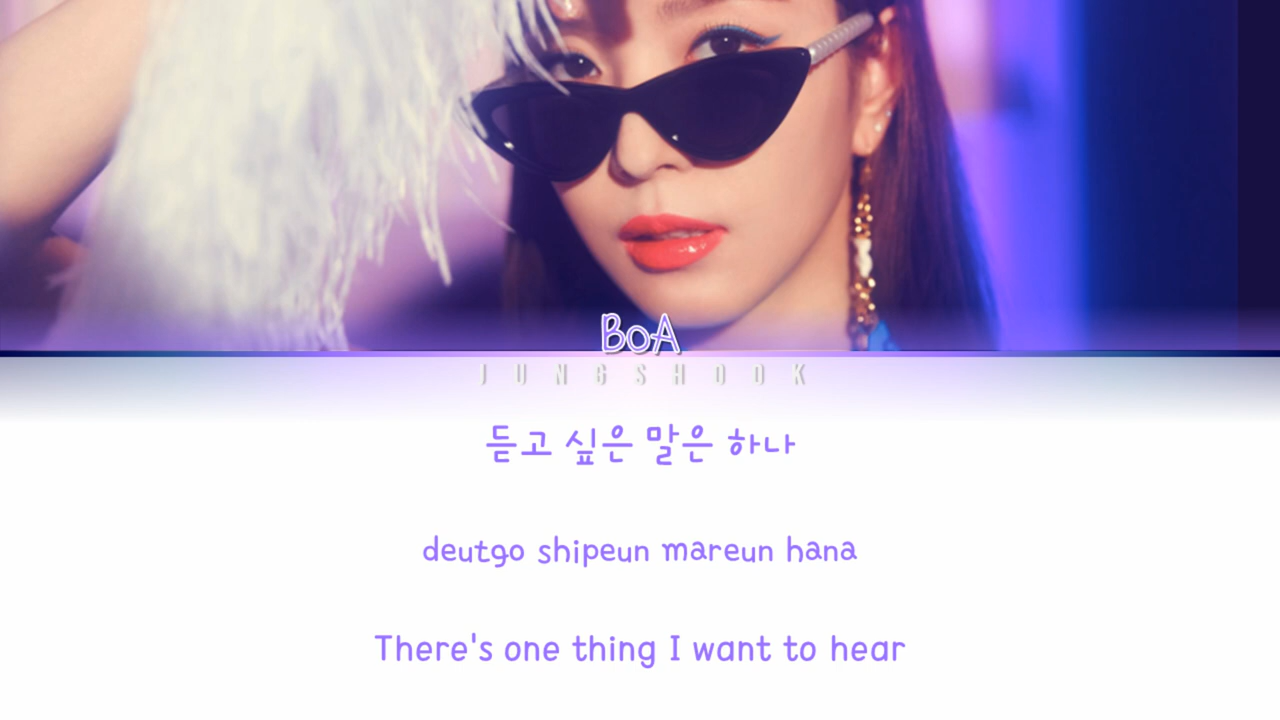 BoA
JUNGSHOOK
듣고 싶은 말은 하나
deutgo shipeun mareun hana
There's one thing I want to hear